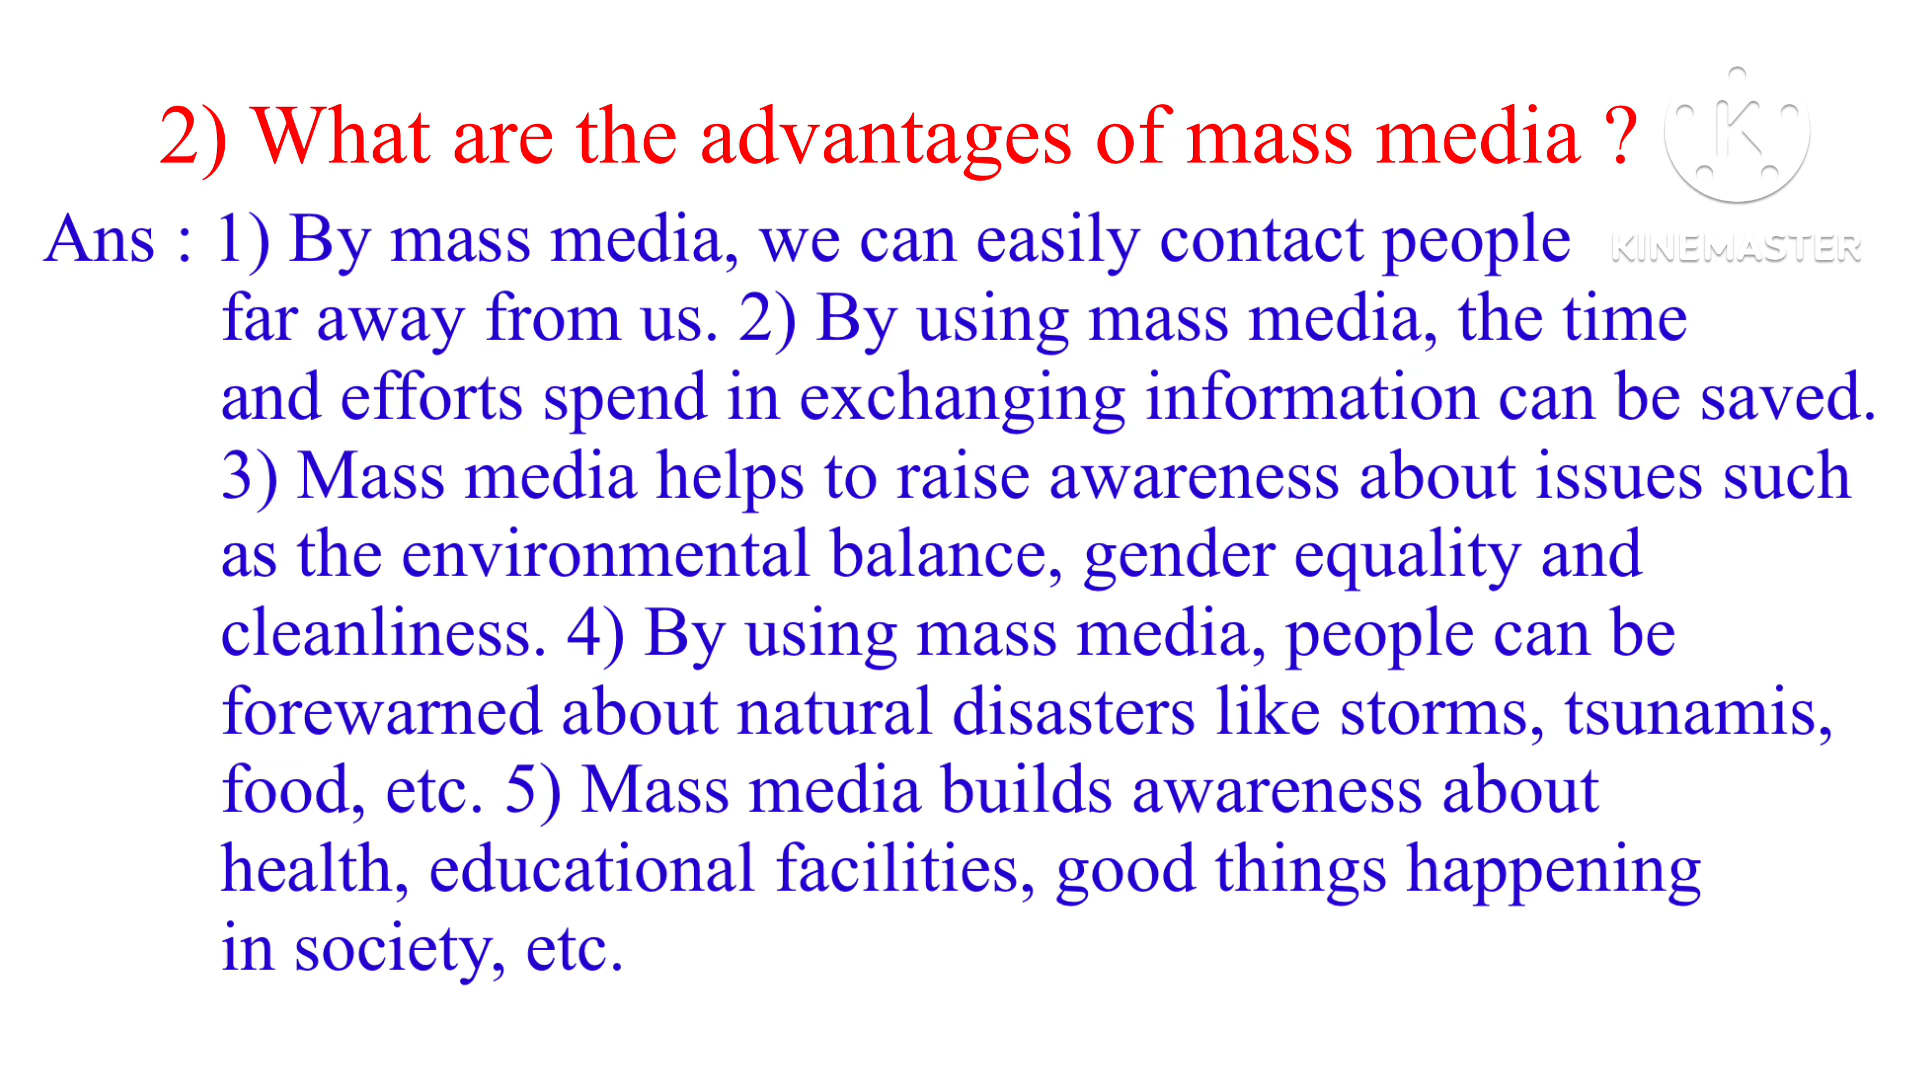 2) What are the advantages of mass media ?
KINEMASTER
Ans : 1) By mass media, we can easily contact people
far away from us. 2) By using mass media, the time
and efforts spend in exchanging information can be saved.
3) Mass media helps to raise awareness about issues such
as the environmental balance, gender equality and
cleanliness. 4) By using mass media, people can be
forewarned about natural disasters like storms, tsunamis,
food, etc. 5) Mass media builds awareness about
health, educational facilities, good things happening
in society, etc.